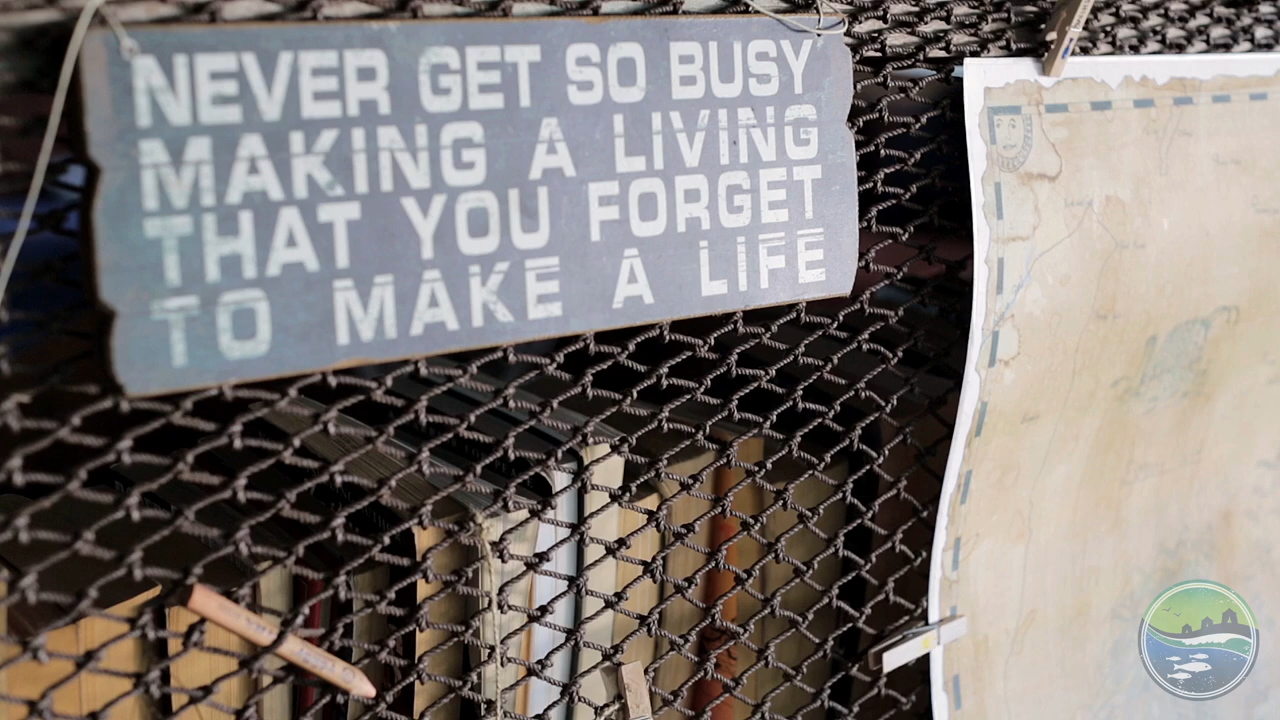 NEVER GET SO BUSY
MAKING A LIVING
THAT YOU FORGET
TO MAKE A LIFE